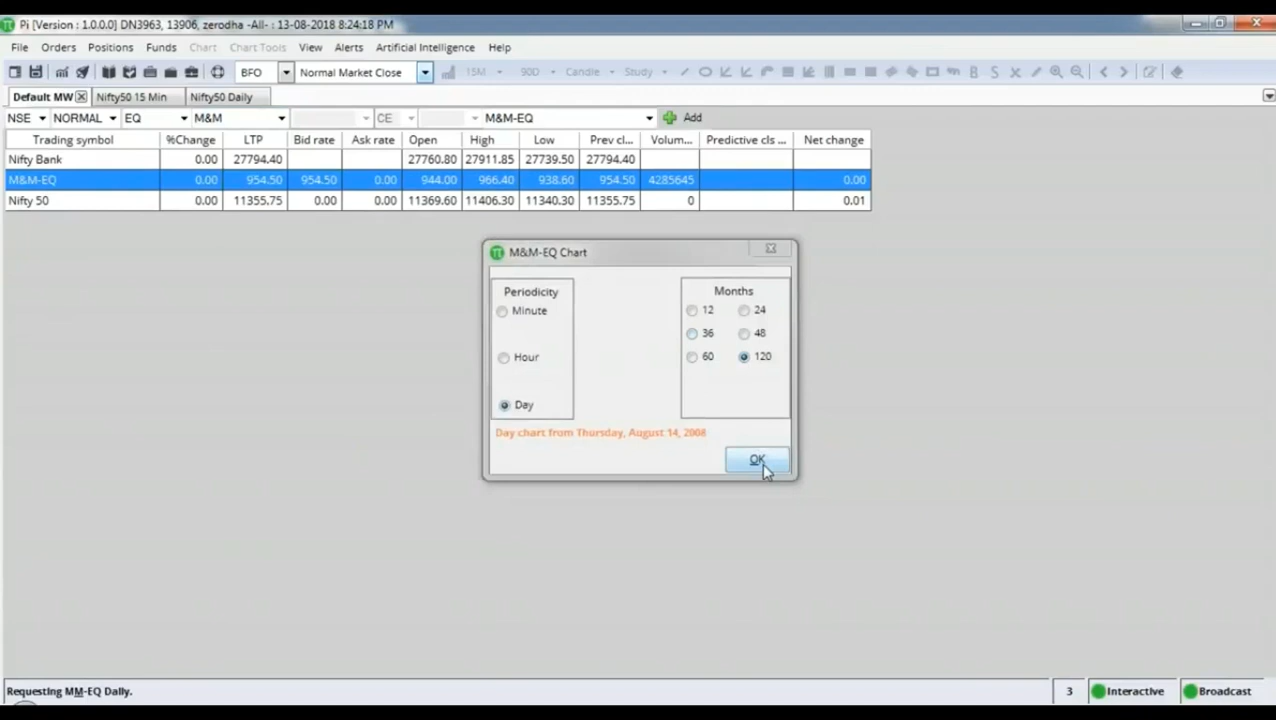 Pi [Version : 1.0.0.0] DN3963, 13906, zerodha -All- : 13-08-2018 8:24:18 PM
File Orders Positions Funds Chart Chart Tools View Alerts Artificial Intelligence Help
BFO Normal Market Close 15M 90D Candle Study B S X
Default MW Nifty50 15 Min Nifty50 Daily
NSE NORMAL EQ M&M CE M&M-EQ Add
Trading symbol %Change LTP Bid rate Ask rate Open High Low Prev cl... Volum... Predictive cls ... Net change
Nifty Bank 0.00 27794.40 27760.80 27911.85 27739.50 27794.40
M&M-EQ 0.00 954.50 954.50 0.00 944.00 966.40 938.60 954.50 4285645 0.00
Nifty 50 0.00 11355.75 0.00 0.00 11369.60 11406.30 11340.30 11355.75 0 0.01
M&M-EQ Chart
Periodicity Months
Minute 12 24
36 48
Hour 60 120
Day
Day chart from Thursday, August 14, 2008
OK
Requesting MM-EQ Daily. 3 Interactive Broadcast